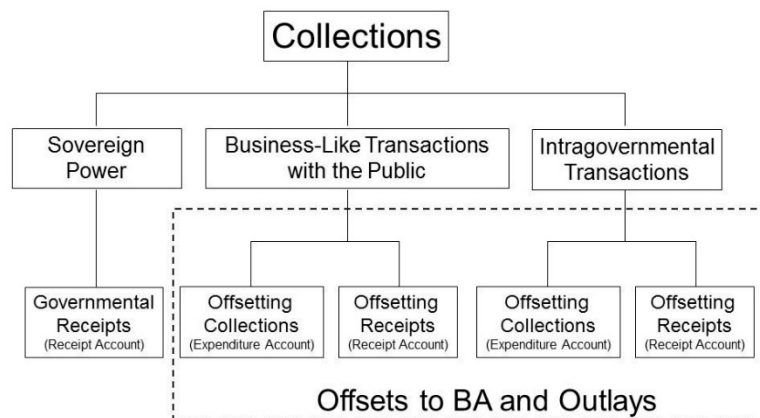 Collections
Sovereign
Power
Business-Like Transactions
with the Public
Intragovernmental
Transactions
Governmental
Receipts
(Receipt Account)
Offsetting
Collections
(Expenditure Account)
Offsetting
Receipts
(Receipt Account)
Offsetting
Collections
(Expenditure Account)
Offsetting
Receipts
(Receipt Account)
Offsets to BA and Outlays